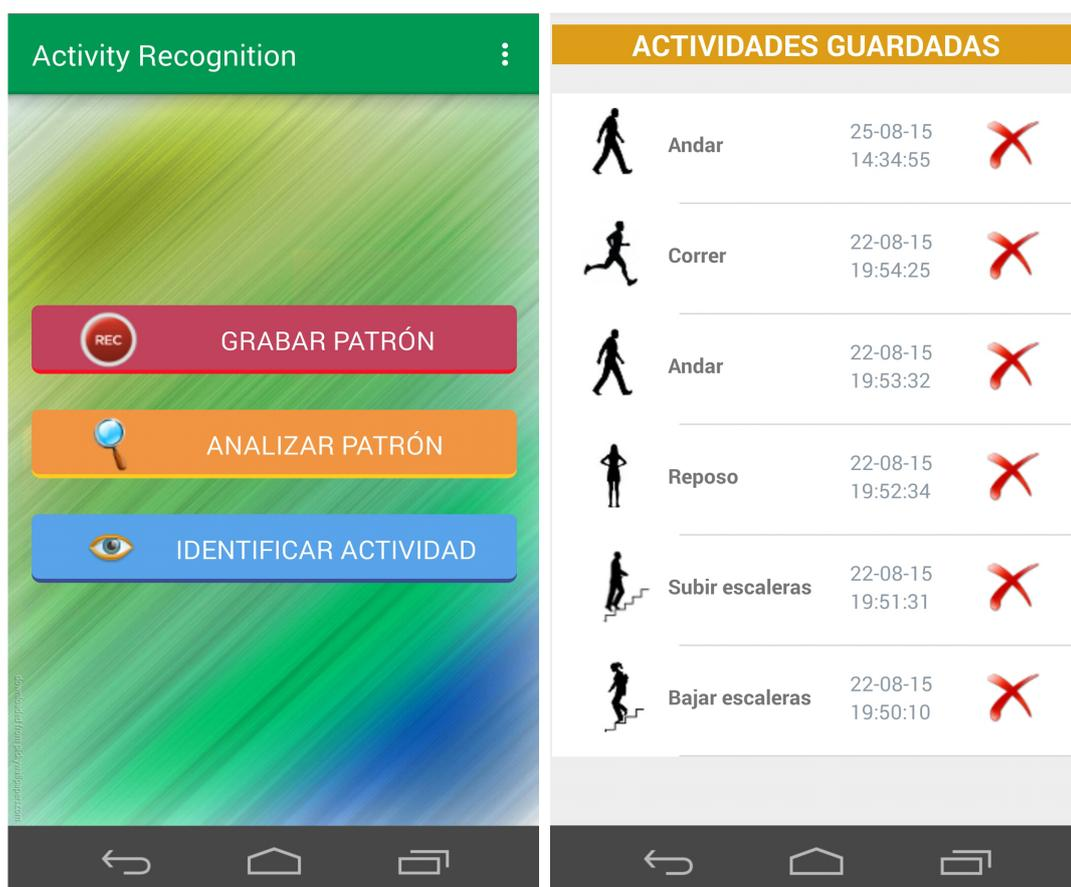 Activity Recognition
REC
GRABAR PATRÓN
ANALIZAR PATRÓN
IDENTIFICAR ACTIVIDAD
ACTIVIDADES GUARDADAS
Andar
25-08-15
14:34:55
Correr
22-08-15
19:54:25
Andar
22-08-15
19:53:32
Reposo
22-08-15
19:52:34
Subir escaleras
22-08-15
19:51:31
Bajar escaleras
22-08-15
19:50:10